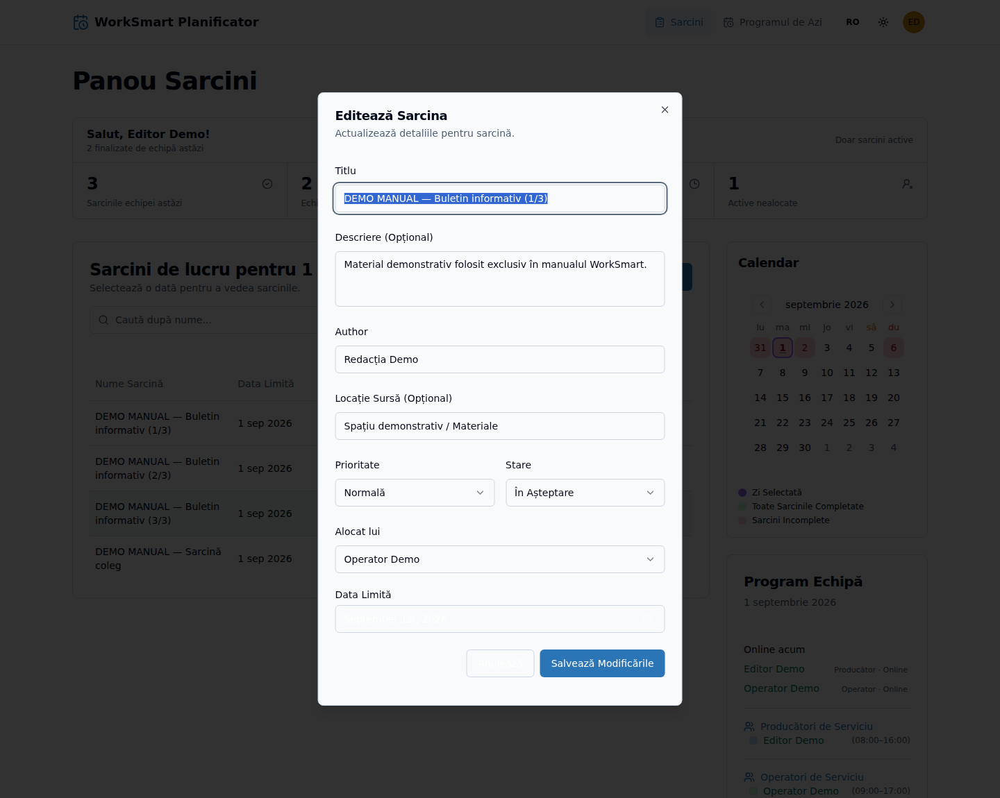 WorkSmart Planificator
Sarcini
Programul de Azi
RO
ED
Panou Sarcini
Salut, Editor Demo!
2 finalizate de echipă astăzi
Doar sarcini active
3
Sarcinile echipei astăzi
2
1
Active nealocate
Sarcini de lucru pentru 1
Selectează o dată pentru a vedea sarcinile.
Caută după nume...
Nume Sarcină
Data Limită
DEMO MANUAL — Buletin
informativ (1/3)
1 sep 2026
DEMO MANUAL — Buletin
informativ (2/3)
1 sep 2026
DEMO MANUAL — Buletin
informativ (3/3)
1 sep 2026
DEMO MANUAL — Sarcină
coleg
1 sep 2026
Editează Sarcina
Actualizează detaliile pentru sarcină.
Titlu
DEMO MANUAL — Buletin informativ (1/3)
Descriere (Opțional)
Material demonstrativ folosit exclusiv în manualul WorkSmart.
Author
Redacția Demo
Locație Sursă (Opțional)
Spațiu demonstrativ / Materiale
Prioritate
Stare
Normală
În Așteptare
Alocat lui
Operator Demo
Data Limită
September 1st, 2026
Anulează
Salvează Modificările
Calendar
septembrie 2026
lu ma mi jo vi sâ du
31 1 2 3 4 5 6
7 8 9 10 11 12 13
14 15 16 17 18 19 20
21 22 23 24 25 26 27
28 29 30 1 2 3 4
Zi Selectată
Toate Sarcinile Completate
Sarcini Incomplete
Program Echipă
1 septembrie 2026
Online acum
Editor Demo
Producător · Online
Operator Demo
Operator · Online
Producători de Serviciu
Editor Demo
(08:00–16:00)
Operatori de Serviciu
Operator Demo
(09:00–17:00)